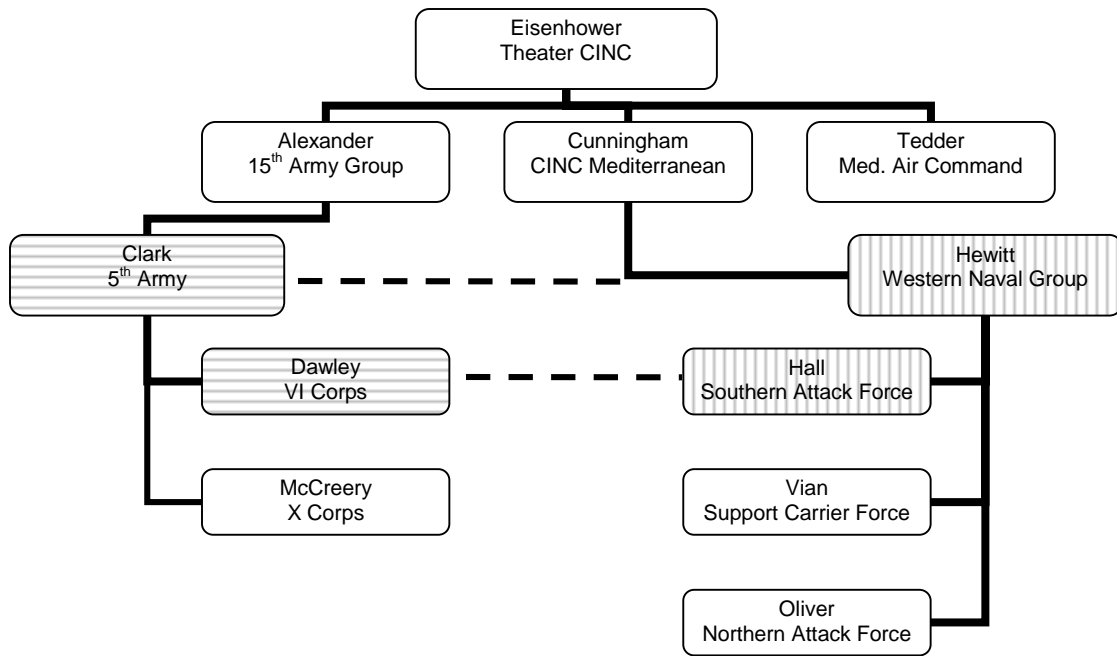 Eisenhower
Theater CINC
Alexander
15th Army Group
Cunningham
CINC Mediterranean
Tedder
Med. Air Command
Clark
5th Army
Hewitt
Western Naval Group
Dawley
VI Corps
Hall
Southern Attack Force
McCreery
X Corps
Vian
Support Carrier Force
Oliver
Northern Attack Force